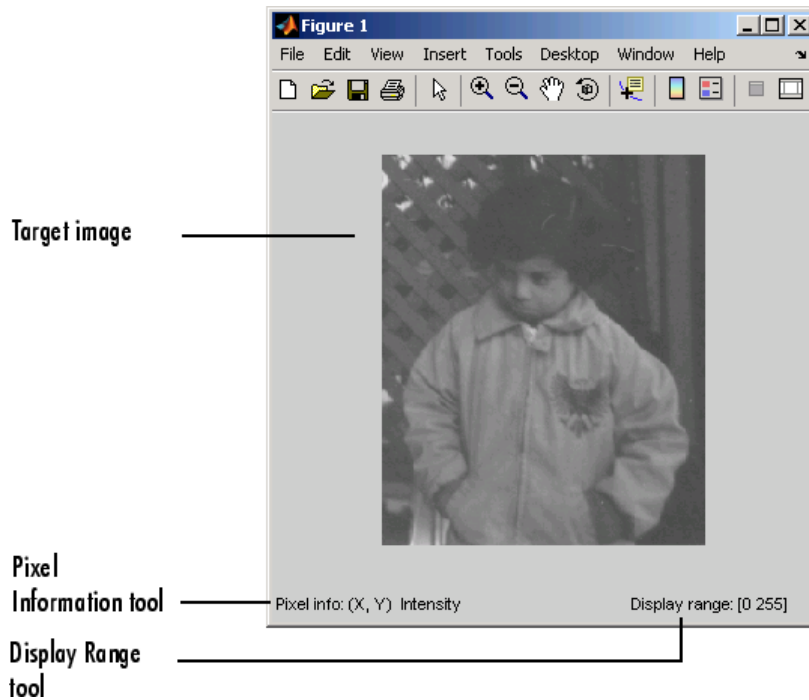 Figure 1
File Edit View Insert Tools Desktop Window Help
Target image
Pixel
Information tool
Pixel info: (X, Y) Intensity
Display range: [0 255]
Display Range
tool